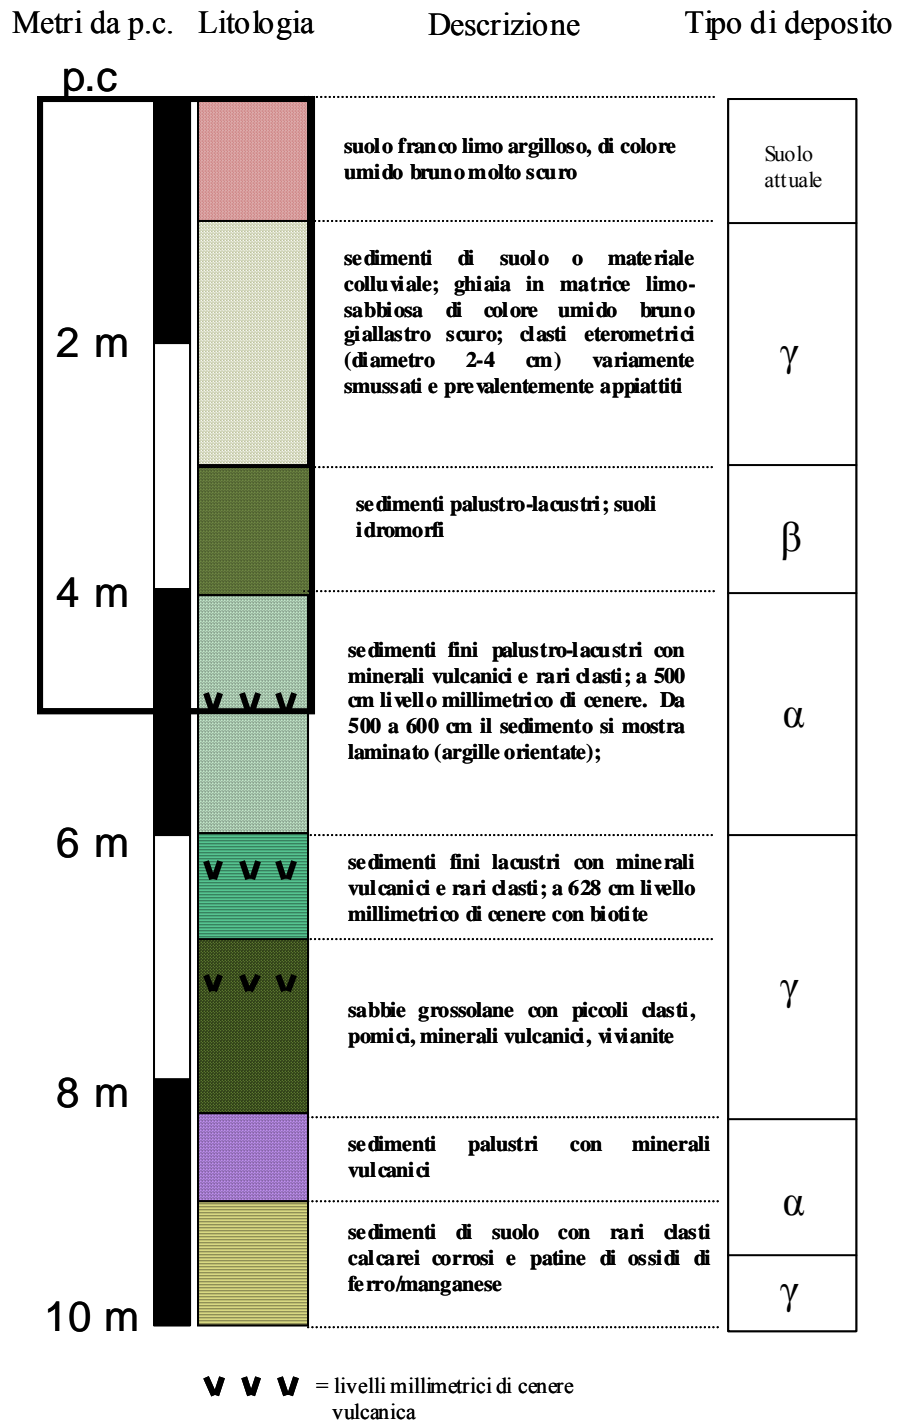 Metri da p.c. Litologia Descrizione Tipo di deposito
p.c
suolo franco limo argilloso, di colore
umido bruno molto scuro
Suolo
attuale
sedimenti di suolo o materiale
colluviale; ghiaia in matrice limo-
sabbiosa di colore umido bruno
giallastro scuro; clasti eterometrici
(diametro 2-4 cm) variamente
smussati e prevalentemente appiattiti
2 m
γ
sedimenti palustro-lacustri; suoli
idromorfi
β
4 m
sedimenti fini palustro-lacustri con
minerali vulcanici e rari clasti; a 500
cm livello millimetrico di cenere. Da
500 a 600 cm il sedimento si mostra
laminato (argille orientate);
α
6 m
sedimenti fini lacustri con minerali
vulcanici e rari clasti; a 628 cm livello
millimetrico di cenere con biotite
γ
sabbie grossolane con piccoli clasti,
pomici, minerali vulcanici, vivianite
8 m
sedimenti palustri con minerali
vulcanici
α
sedimenti di suolo con rari clasti
calcarei corrosi e patine di ossidi di
ferro/manganese
γ
10 m
= livelli millimetrici di cenere
vulcanica